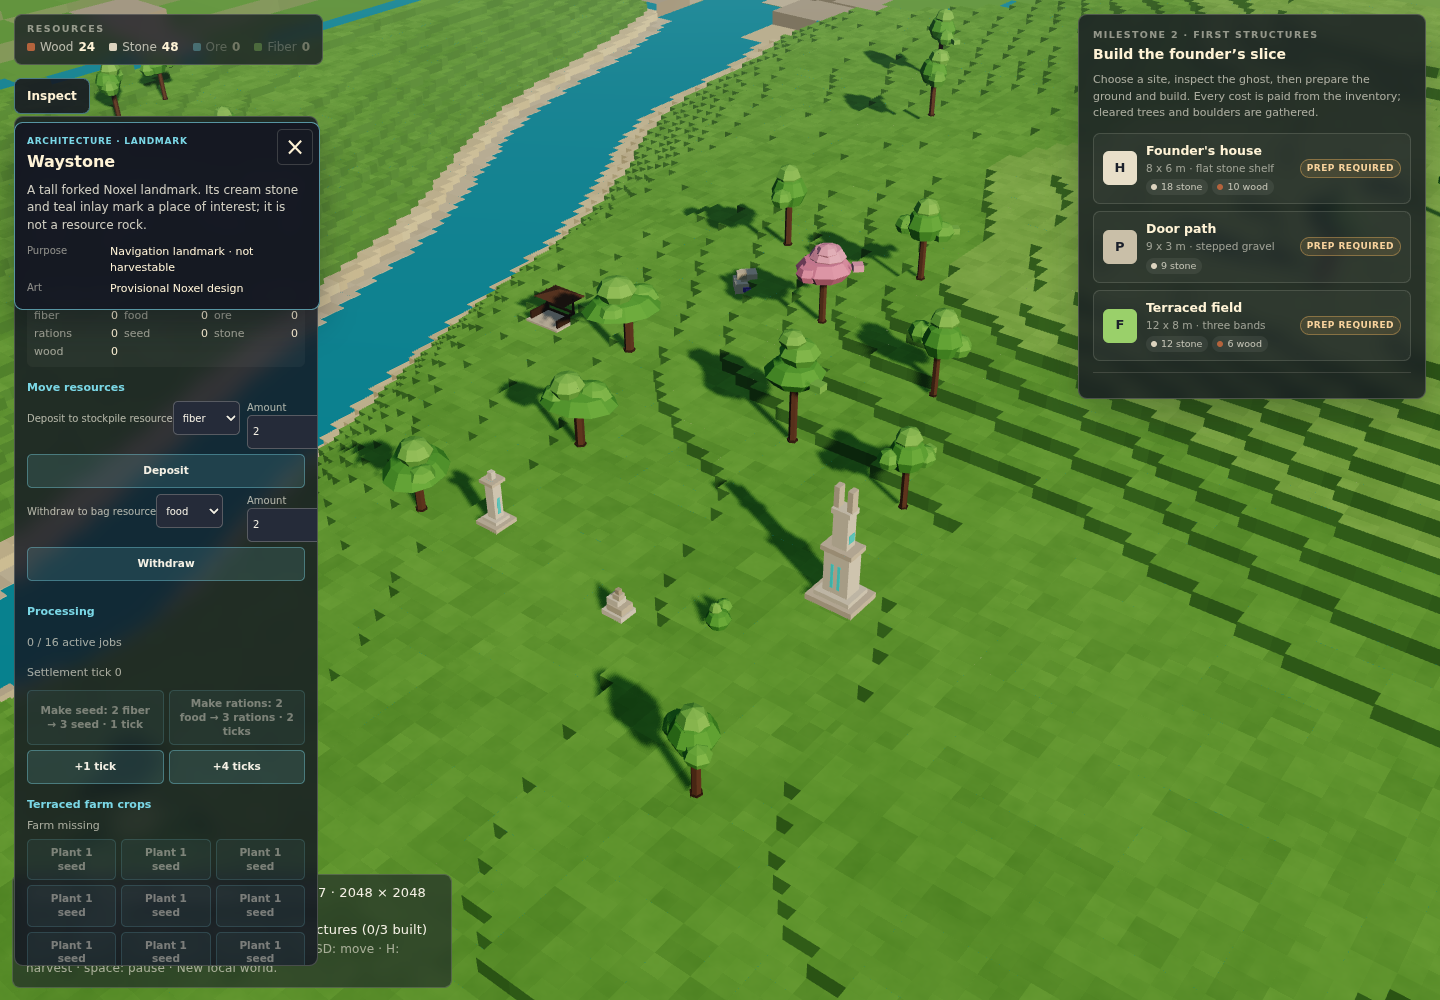 RESOURCES
Wood 24 Stone 48 Ore 0 Fiber 0
Inspect
ARCHITECTURE · LANDMARK
Waystone
A tall forked Noxel landmark. Its cream stone
and teal inlay mark a place of interest; it is
not a resource rock.
Purpose Navigation landmark · not
harvestable
Art Provisional Noxel design
fiber 0 food 0 ore 0
rations 0 seed 0 stone 0
wood 0
Move resources
Deposit to stockpile resource fiber Amount
2
Deposit
Withdraw to bag resource food Amount
2
Withdraw
Processing
0 / 16 active jobs
Settlement tick 0
Make seed: 2 fiber
→ 3 seed · 1 tick
Make rations: 2
food → 3 rations · 2
ticks
+1 tick +4 ticks
Terraced farm crops
Farm missing
Plant 1
seed
Plant 1
seed
Plant 1
seed
Plant 1
seed
Plant 1
seed
Plant 1
seed
Plant 1
seed
Plant 1
seed
Plant 1
seed
7 · 2048 × 2048
ctures (0/3 built)
SD: move · H:
harvest · space: pause · New local world.
MILESTONE 2 · FIRST STRUCTURES
Build the founder’s slice
Choose a site, inspect the ghost, then prepare the
ground and build. Every cost is paid from the inventory;
cleared trees and boulders are gathered.
H
Founder's house
8 x 6 m · flat stone shelf
18 stone 10 wood
PREP REQUIRED
P
Door path
9 x 3 m · stepped gravel
9 stone
PREP REQUIRED
F
Terraced field
12 x 8 m · three bands
12 stone 6 wood
PREP REQUIRED